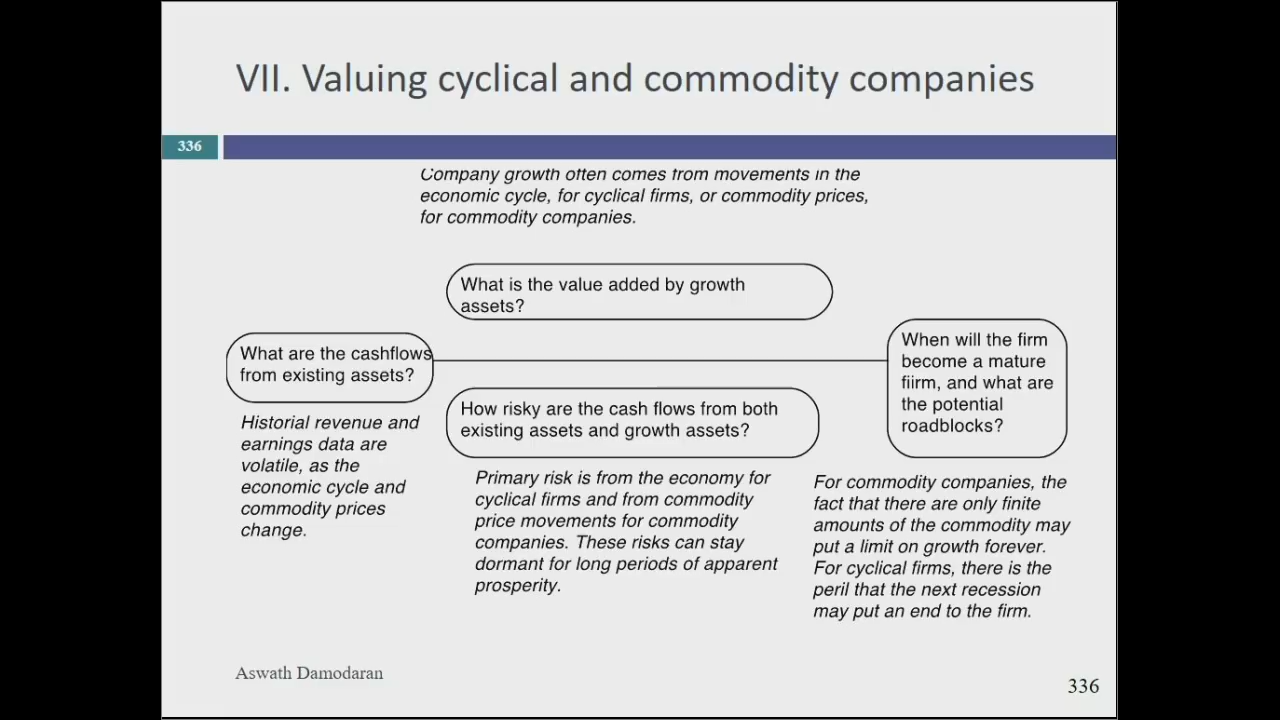 VII. Valuing cyclical and commodity companies
336
Company growth often comes from movements in the
economic cycle, for cyclical firms, or commodity prices,
for commodity companies.
What is the value added by growth
assets?
What are the cashflows
from existing assets?
When will the firm
become a mature
fiirm, and what are
the potential
roadblocks?
How risky are the cash flows from both
existing assets and growth assets?
Historial revenue and
earnings data are
volatile, as the
economic cycle and
commodity prices
change.
Primary risk is from the economy for
cyclical firms and from commodity
price movements for commodity
companies. These risks can stay
dormant for long periods of apparent
prosperity.
For commodity companies, the
fact that there are only finite
amounts of the commodity may
put a limit on growth forever.
For cyclical firms, there is the
peril that the next recession
may put an end to the firm.
Aswath Damodaran
336